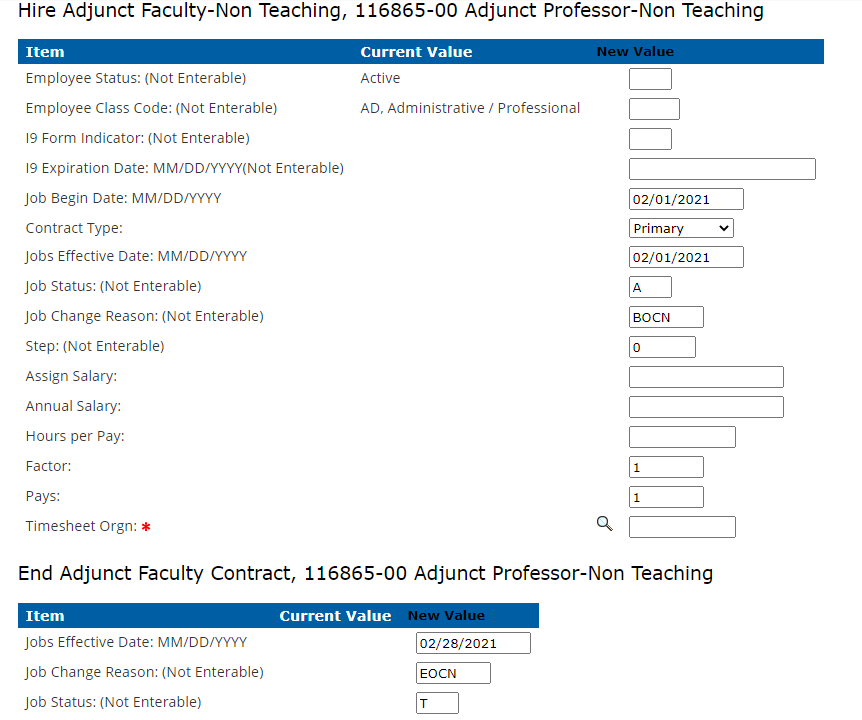 Hire Adjunct Faculty-Non Teaching, 116865-00 Adjunct Professor-Non Teaching
Item Current Value New Value
Employee Status: (Not Enterable) Active
Employee Class Code: (Not Enterable) AD, Administrative / Professional
I9 Form Indicator: (Not Enterable)
I9 Expiration Date: MM/DD/YYYY(Not Enterable)
Job Begin Date: MM/DD/YYYY 02/01/2021
Contract Type: Primary
Jobs Effective Date: MM/DD/YYYY 02/01/2021
Job Status: (Not Enterable) A
Job Change Reason: (Not Enterable) BOCN
Step: (Not Enterable) 0
Assign Salary:
Annual Salary:
Hours per Pay:
Factor: 1
Pays: 1
Timesheet Orgn: *
End Adjunct Faculty Contract, 116865-00 Adjunct Professor-Non Teaching
Item Current Value New Value
Jobs Effective Date: MM/DD/YYYY 02/28/2021
Job Change Reason: (Not Enterable) EOCN
Job Status: (Not Enterable) T